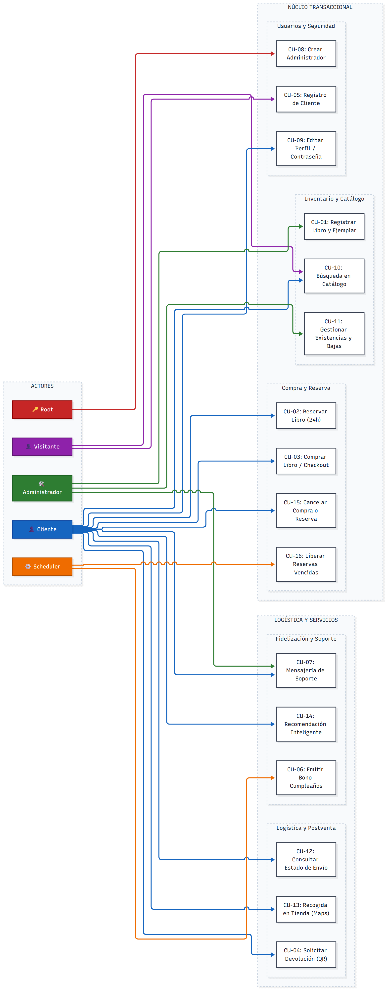 NÚCLEO TRANSACCIONAL
Usuarios y Seguridad
CU-08: Crear
Administrador
CU-05: Registro
de Cliente
CU-09: Editar
Perfil /
Contraseña
Inventario y Catálogo
CU-01: Registrar
Libro y Ejemplar
CU-10:
Búsqueda en
Catálogo
CU-11:
Gestionar
Existencias y
Bajas
ACTORES
Root
Visitante
Administrador
Cliente
Scheduler
Compra y Reserva
CU-02: Reservar
Libro (24h)
CU-03: Comprar
Libro / Checkout
CU-15: Cancelar
Compra o
Reserva
CU-16: Liberar
Reservas
Vencidas
LOGÍSTICA Y SERVICIOS
Fidelización y Soporte
CU-07:
Mensajería de
Soporte
CU-14:
Recomendación
Inteligente
CU-06: Emitir
Bono
Cumpleaños
Logística y Postventa
CU-12:
Consultar
Estado de Envío
CU-13: Recogida
en Tienda (Maps)
CU-04: Solicitar
Devolución (QR)